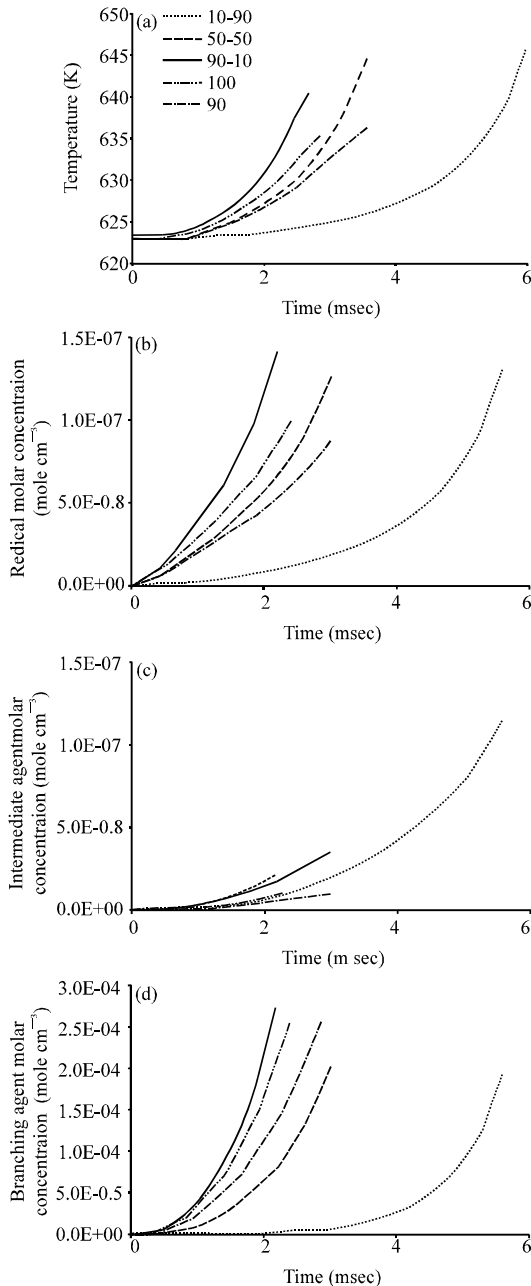 (a)
10-90
50-50
90-10
100
90
650
645
640
635
630
625
620
Temperature (K)
0 2 4 6
Time (msec)
(b)
1.5E-07
1.0E-07
5.0E-0.8
0.0E+00
Redical molar concentraion
(mole cm⁻³)
0 2 4 6
Time (msec)
(c)
1.5E-07
1.0E-07
5.0E-0.8
0.0E+00
Intermediate agentmolar
concentraion (mole cm⁻³)
0 2 4 6
Time (m sec)
(d)
3.0E-04
2.5E-04
2.0E-04
1.5E-04
1.0E-04
5.0E-0.5
0.0E+00
Branching agent molar
concentraion (mole cm⁻³)
0 2 4 6
Time (msec)